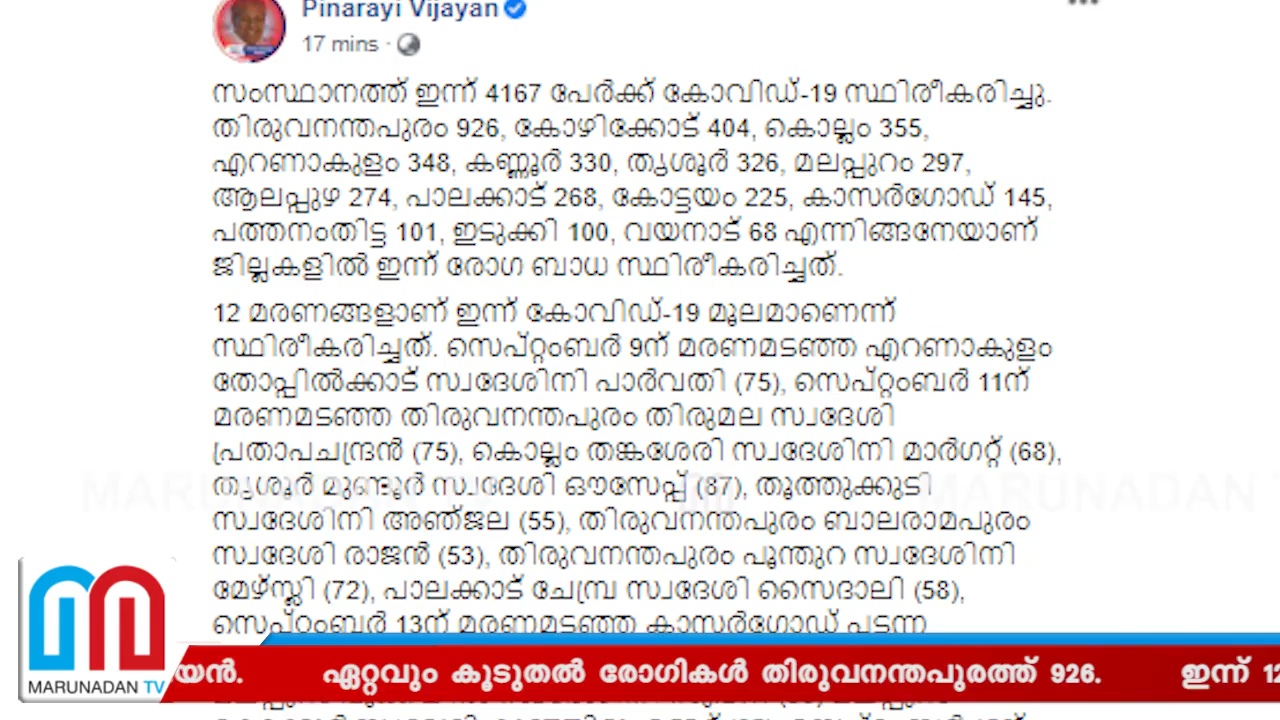 Pinarayi Vijayan
17 mins ·
സംസ്ഥാനത്ത് ഇന്ന് 4167 പേർക്ക് കോവിഡ്-19 സ്ഥിരീകരിച്ചു.
തിരുവനന്തപുരം 926, കോഴിക്കോട് 404, കൊല്ലം 355,
എറണാകുളം 348, കണ്ണൂർ 330, തൃശൂർ 326, മലപ്പുറം 297,
ആലപ്പുഴ 274, പാലക്കാട് 268, കോട്ടയം 225, കാസർഗോഡ് 145,
പത്തനംതിട്ട 101, ഇടുക്കി 100, വയനാട് 68 എന്നിങ്ങനേയാണ്
ജില്ലകളിൽ ഇന്ന് രോഗ ബാധ സ്ഥിരീകരിച്ചത്.
12 മരണങ്ങളാണ് ഇന്ന് കോവിഡ്-19 മൂലമാണെന്ന്
സ്ഥിരീകരിച്ചത്. സെപ്റ്റംബർ 9ന് മരണമടഞ്ഞ എറണാകുളം
തോപ്പിൽക്കാട് സ്വദേശിനി പാർവതി (75), സെപ്റ്റംബർ 11ന്
മരണമടഞ്ഞ തിരുവനന്തപുരം തിരുമല സ്വദേശി
പ്രതാപചന്ദ്രൻ (75), കൊല്ലം തങ്കശേരി സ്വദേശിനി മാർഗറ്റ് (68),
തൃശൂർ മുണ്ടൂർ സ്വദേശി ഔസേപ്പ് (87), തൂത്തുക്കുടി
സ്വദേശിനി അഞ്ജല (55), തിരുവനന്തപുരം ബാലരാമപുരം
സ്വദേശി രാജൻ (53), തിരുവനന്തപുരം പൂന്തുറ സ്വദേശിനി
മേഴ്സ്ലി (72), പാലക്കാട് ചേമ്പ്ര സ്വദേശി സൈദാലി (58),
സെപ്റ്റംബർ 13ന് മരണമടഞ്ഞ കാസർഗോഡ് പടന്ന
MARUNADAN TV
യൻ. ഏറ്റവും കൂടുതൽ രോഗികൾ തിരുവനന്തപുരത്ത് 926. ഇന്ന് 12